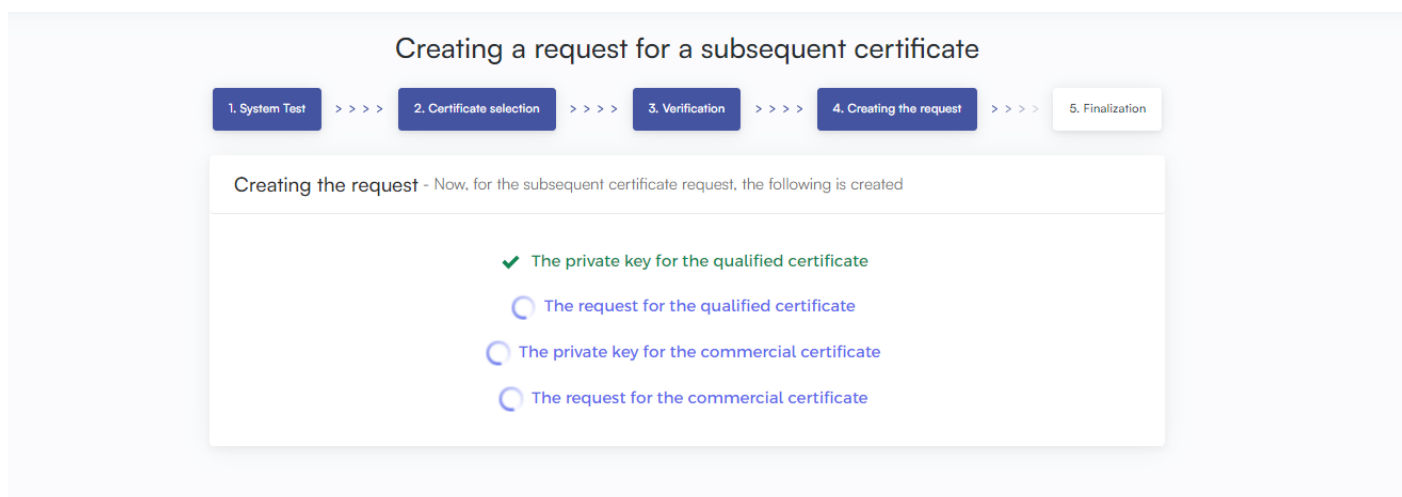 Creating a request for a subsequent certificate
1. System Test > > > > 2. Certificate selection > > > > 3. Verification > > > > 4. Creating the request > > > > 5. Finalization
Creating the request - Now, for the subsequent certificate request, the following is created
The private key for the qualified certificate
The request for the qualified certificate
The private key for the commercial certificate
The request for the commercial certificate